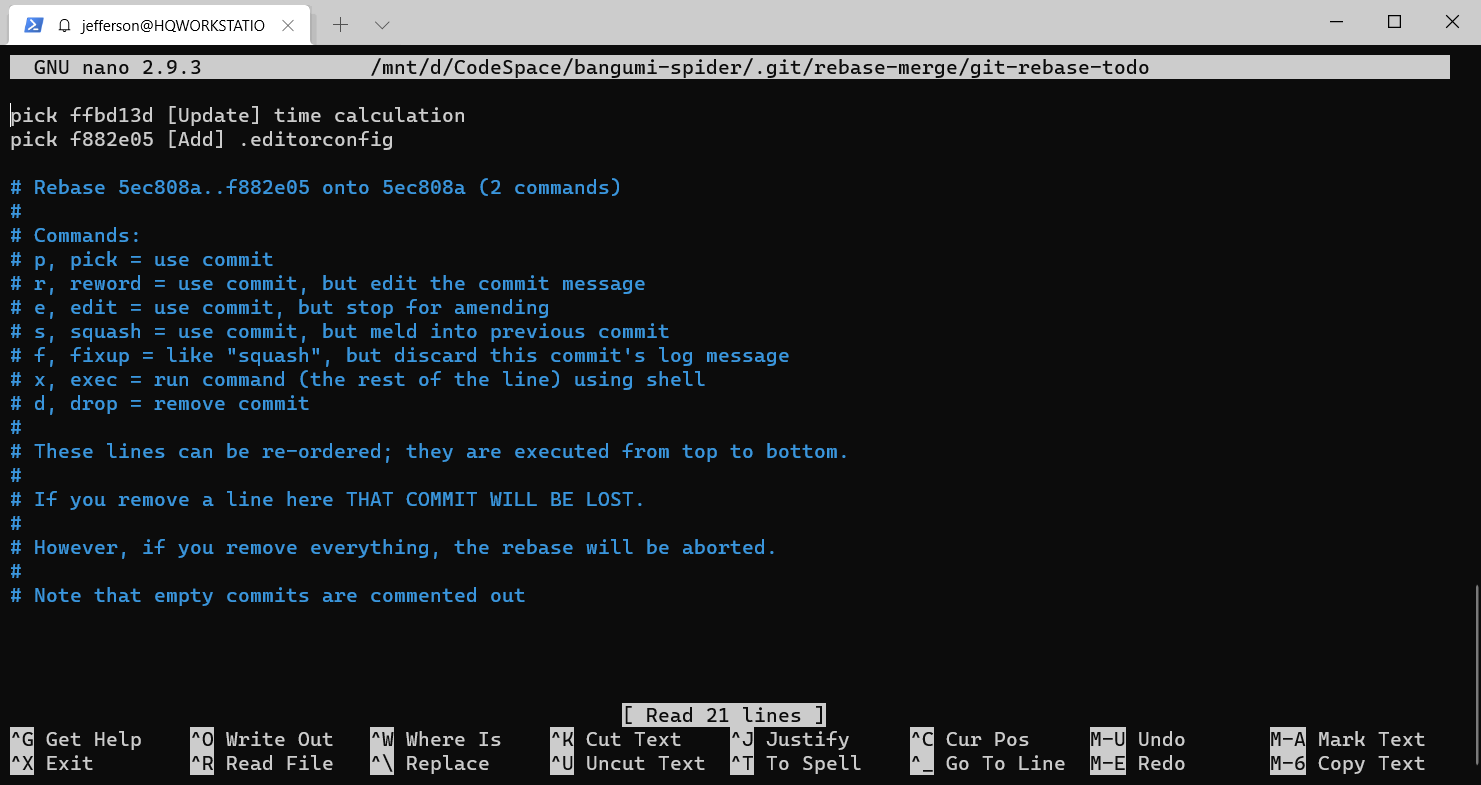 jefferson@HQWORKSTATIO
GNU nano 2.9.3 /mnt/d/CodeSpace/bangumi-spider/.git/rebase-merge/git-rebase-todo
pick ffbd13d [Update] time calculation
pick f882e05 [Add] .editorconfig
# Rebase 5ec808a..f882e05 onto 5ec808a (2 commands)
#
# Commands:
# p, pick = use commit
# r, reword = use commit, but edit the commit message
# e, edit = use commit, but stop for amending
# s, squash = use commit, but meld into previous commit
# f, fixup = like "squash", but discard this commit's log message
# x, exec = run command (the rest of the line) using shell
# d, drop = remove commit
#
# These lines can be re-ordered; they are executed from top to bottom.
#
# If you remove a line here THAT COMMIT WILL BE LOST.
#
# However, if you remove everything, the rebase will be aborted.
#
# Note that empty commits are commented out
[ Read 21 lines ]
^G Get Help ^O Write Out ^W Where Is ^K Cut Text ^J Justify ^C Cur Pos M-U Undo M-A Mark Text
^X Exit ^R Read File ^\ Replace ^U Uncut Text ^T To Spell ^_ Go To Line M-E Redo M-6 Copy Text